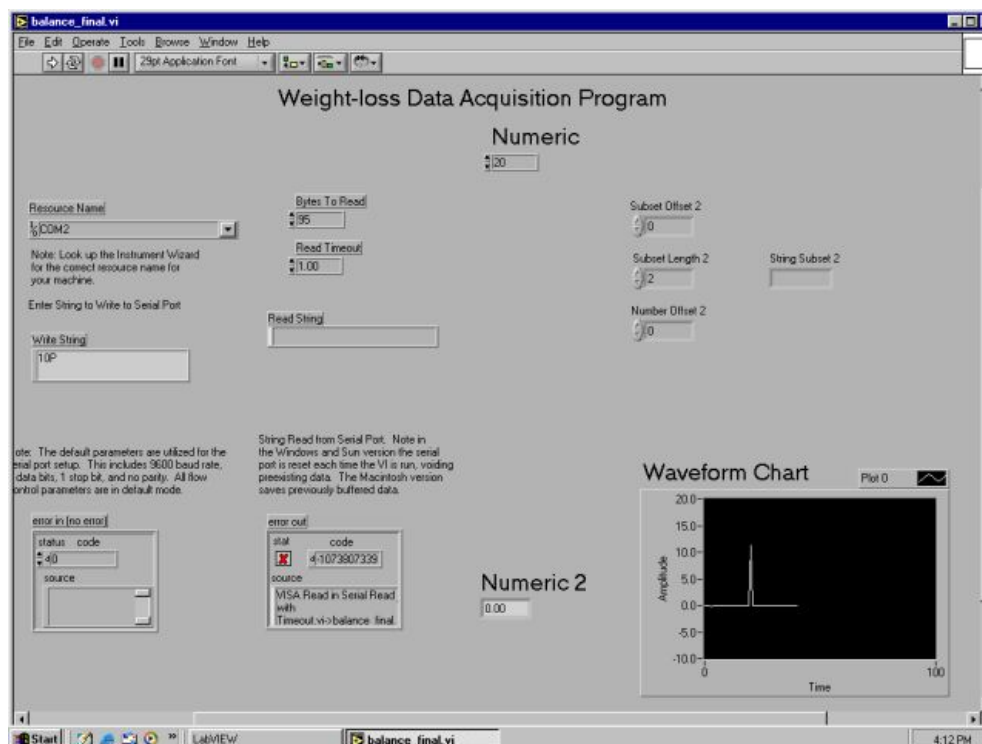 balance_final.vi
File Edit Operate Tools Browse Window Help
29pt Application Font
Weight-loss Data Acquisition Program
Numeric
20
Resource Name
COM2
Note: Look up the Instrument Wizard
for the correct resource name for
your machine.
Enter String to Write to Serial Port
Write String
10P
Bytes To Read
95
Read Timeout
1.00
Read String
Subset Offset 2
0
Subset Length 2
2
String Subset 2
Number Offset 2
0
ote: The default parameters are utilized for the
erial port setup. This includes 9600 baud rate,
data bits, 1 stop bit, and no parity. All flow
ontrol parameters are in default mode.
String Read from Serial Port. Note in
the Windows and Sun version the serial
port is reset each time the VI is run, voiding
preexisting data. The Macintosh version
saves previously buffered data.
error in (no error)
status code
d0
source
error out
stat code
d-1073807339
source
VISA Read in Serial Read
with
Timeout.vi->balance final.
Numeric 2
0.00
Waveform Chart
Plot 0
20.0
15.0
10.0
5.0
0.0
-5.0
-10.0
Amplitude
0
100
Time
Start
LabVIEW
balance_final.vi
4:12 PM